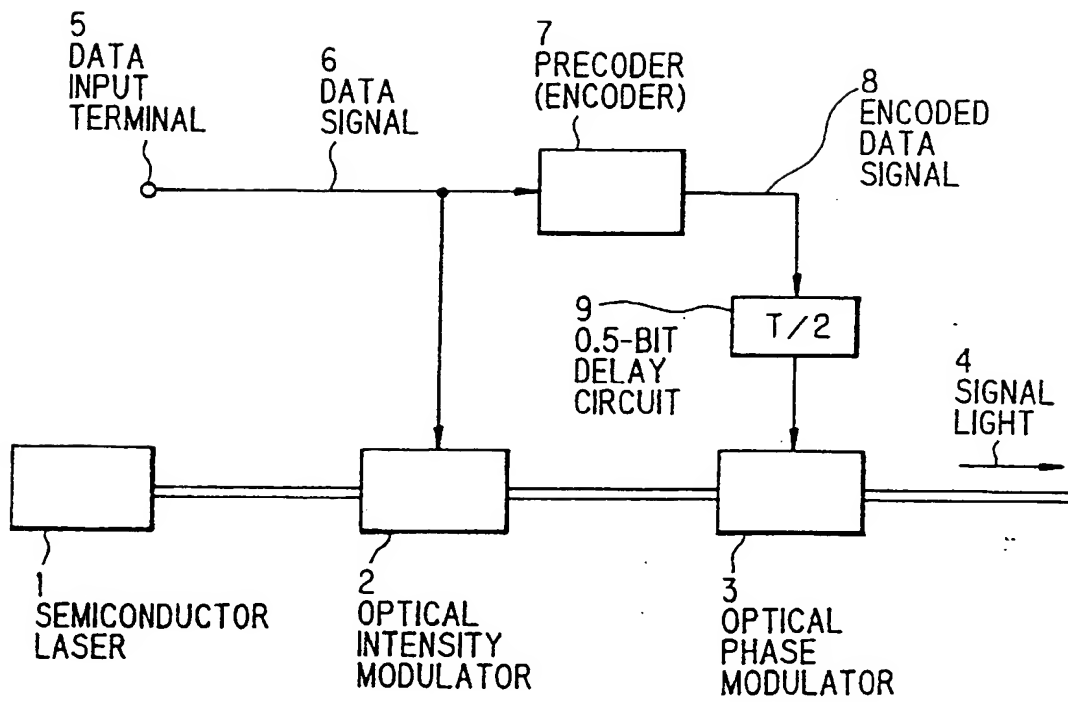 5
DATA
INPUT
TERMINAL
6
DATA
SIGNAL
7
PRECODER
(ENCODER)
8
ENCODED
DATA
SIGNAL
9
0.5-BIT
DELAY
CIRCUIT
T/2
4
SIGNAL
LIGHT
1
SEMICONDUCTOR
LASER
2
OPTICAL
INTENSITY
MODULATOR
3
OPTICAL
PHASE
MODULATOR